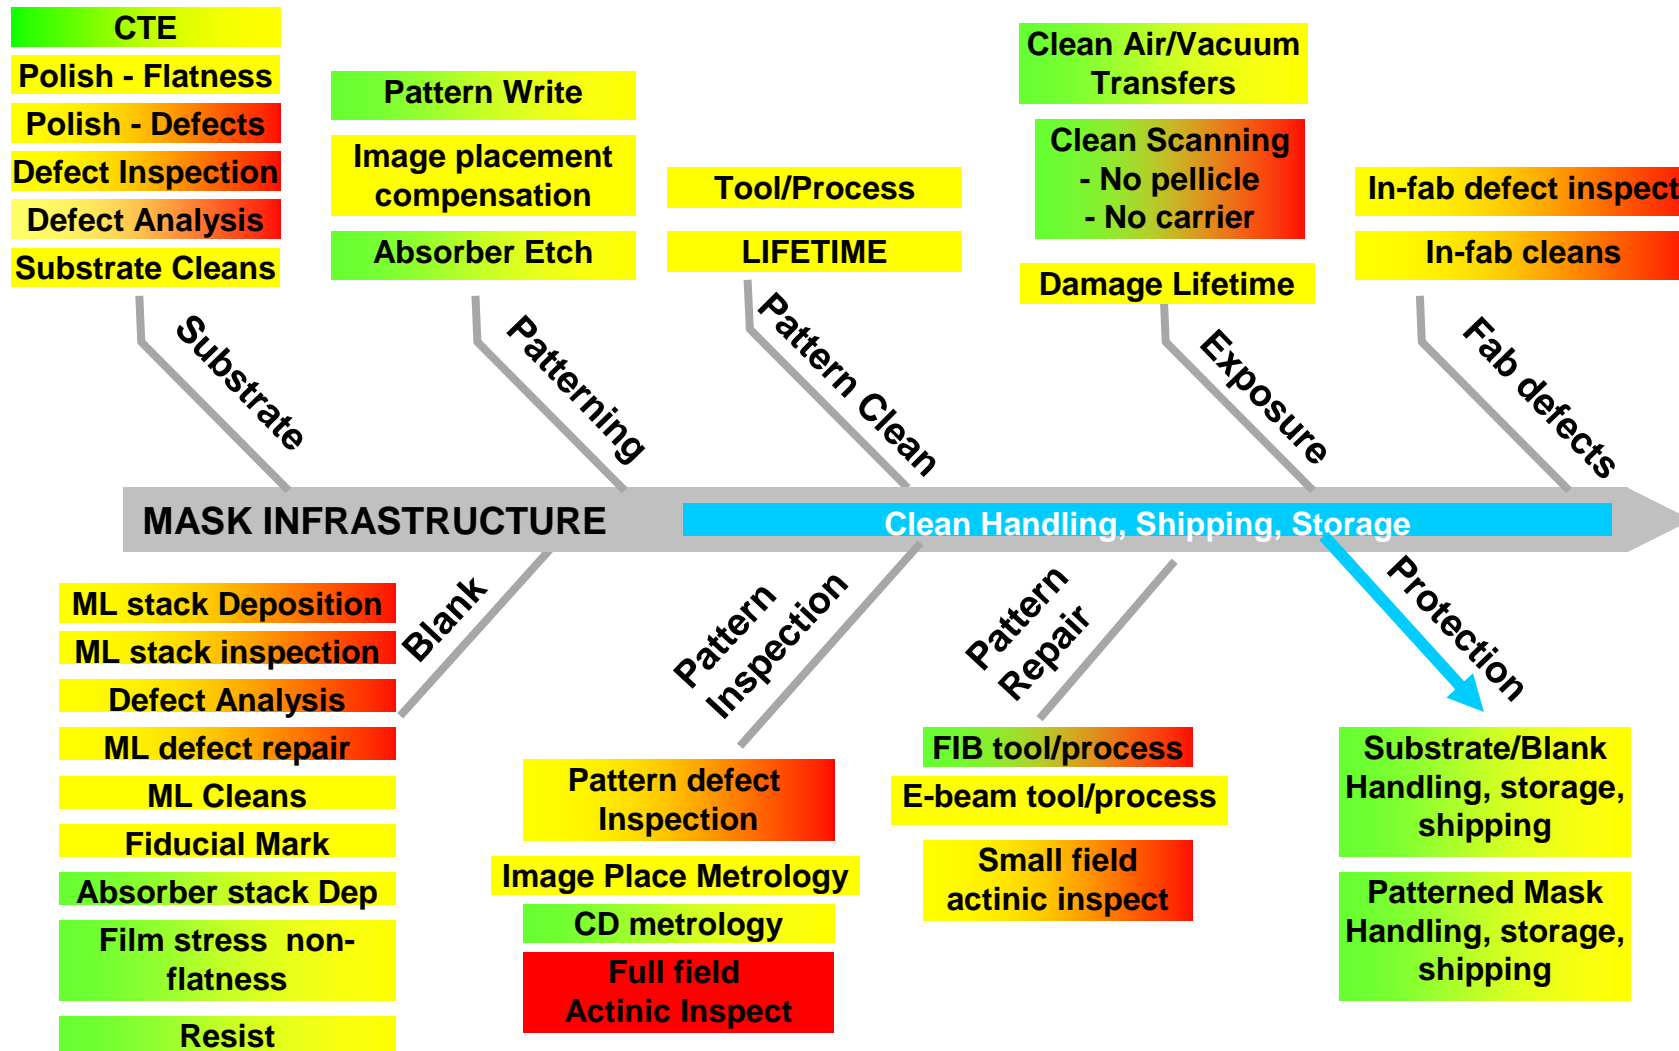 CTE
Polish - Flatness
Polish - Defects
Defect Inspection
Defect Analysis
Substrate Cleans
Substrate
Pattern Write
Image placement
compensation
Absorber Etch
Patterning
Tool/Process
LIFETIME
Pattern Clean
Clean Air/Vacuum
Transfers
Clean Scanning
- No pellicle
- No carrier
Damage Lifetime
Exposure
In-fab defect inspect
In-fab cleans
Fab defects
MASK INFRASTRUCTURE
Clean Handling, Shipping, Storage
ML stack Deposition
ML stack inspection
Defect Analysis
ML defect repair
ML Cleans
Fiducial Mark
Absorber stack Dep
Film stress non-
flatness
Resist
Blank
Pattern
Inspection
Pattern defect
Inspection
Image Place Metrology
CD metrology
Full field
Actinic Inspect
Pattern
Repair
FIB tool/process
E-beam tool/process
Small field
actinic inspect
Protection
Substrate/Blank
Handling, storage,
shipping
Patterned Mask
Handling, storage,
shipping